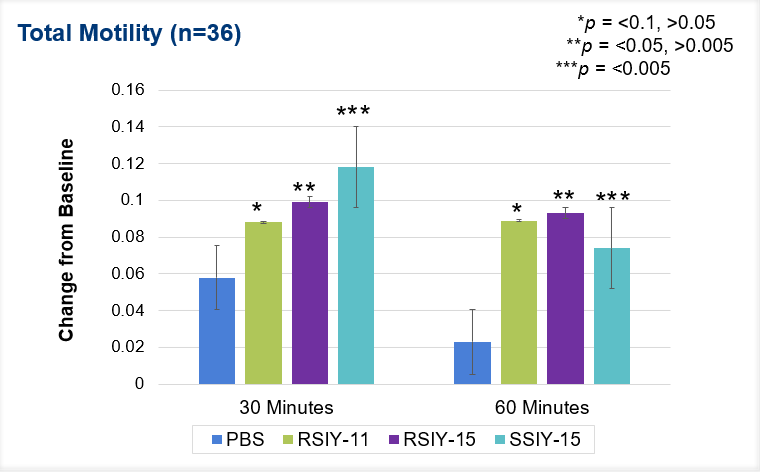 Total Motility (n=36)
*p = <0.1, >0.05
**p = <0.05, >0.005
***p = <0.005
Change from Baseline
0.16
0.14
0.12
0.1
0.08
0.06
0.04
0.02
0
*
**
***
*
**
***
30 Minutes
60 Minutes
PBS RSIY-11 RSIY-15 SSIY-15